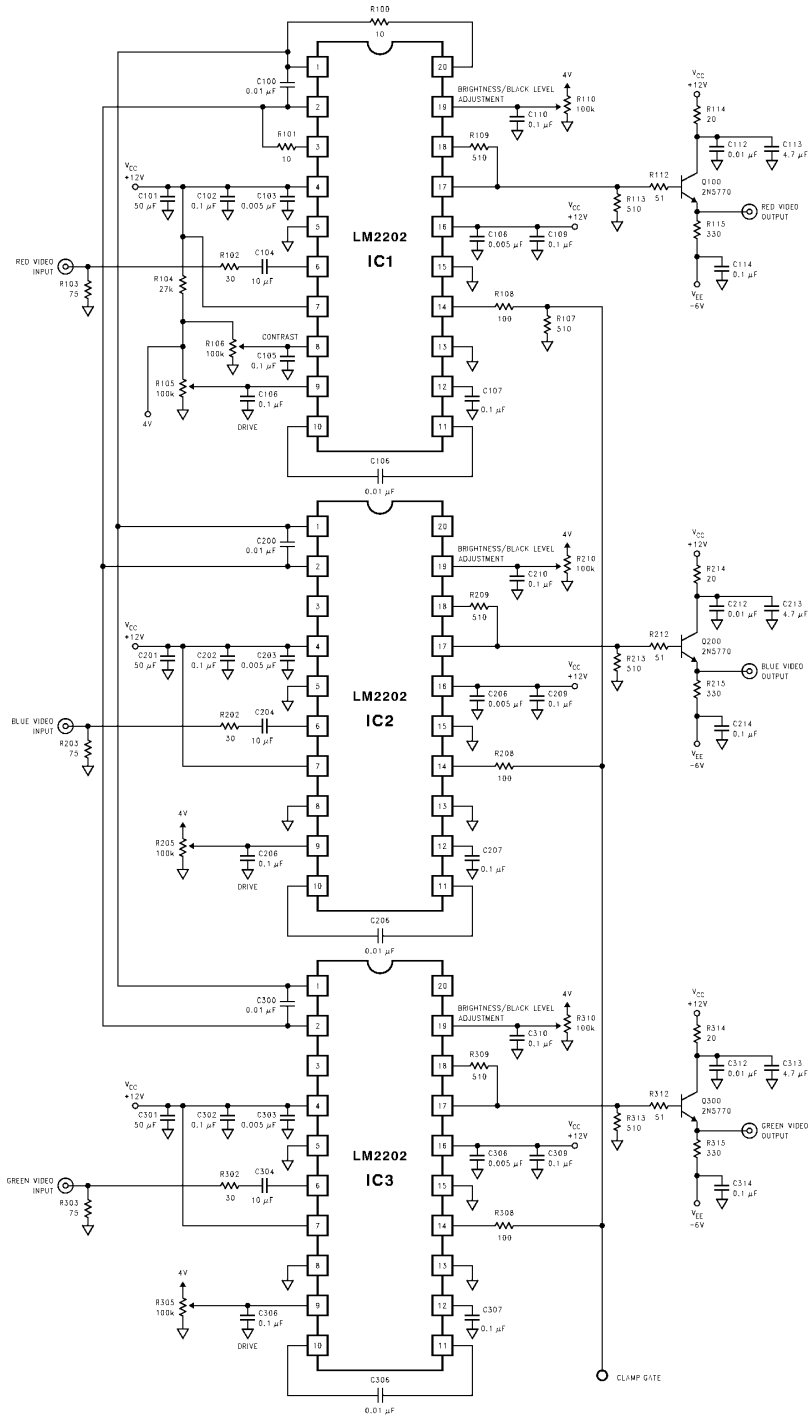 R100
10
1
20
C100
0.01 μF
2
19
BRIGHTNESS/BLACK LEVEL
ADJUSTMENT
4V
R110
100k
C110
0.1 μF
VCC
+12V
R114
20
R101
10
3
18
R109
510
C112
0.01 μF
C113
4.7 μF
VCC
+12V
C101
50 μF
C102
0.1 μF
C103
0.005 μF
4
17
R112
51
R113
510
Q100
2N5770
RED VIDEO
OUTPUT
R115
330
C114
0.1 μF
VEE
-6V
5
LM2202
IC1
16
VCC
+12V
C106
0.005 μF
C109
0.1 μF
RED VIDEO
INPUT
R103
75
R102
30
C104
10 μF
6
15
R104
27k
7
14
R108
100
R107
510
R106
100k
CONTRAST
C105
0.1 μF
8
13
R105
100k
4V
C106
0.1 μF
DRIVE
9
12
C107
0.1 μF
10
11
C106
0.01 μF
1
20
C200
0.01 μF
2
19
BRIGHTNESS/BLACK LEVEL
ADJUSTMENT
4V
R210
100k
C210
0.1 μF
VCC
+12V
R214
20
3
18
R209
510
C212
0.01 μF
C213
4.7 μF
VCC
+12V
C201
50 μF
C202
0.1 μF
C203
0.005 μF
4
17
R212
51
R213
510
Q200
2N5770
BLUE VIDEO
OUTPUT
R215
330
C214
0.1 μF
VEE
-6V
5
LM2202
IC2
16
VCC
+12V
C206
0.005 μF
C209
0.1 μF
BLUE VIDEO
INPUT
R203
75
R202
30
C204
10 μF
6
15
7
14
R208
100
8
13
4V
R205
100k
C206
0.1 μF
DRIVE
9
12
C207
0.1 μF
10
11
C206
0.01 μF
1
20
C300
0.01 μF
2
19
BRIGHTNESS/BLACK LEVEL
ADJUSTMENT
4V
R310
100k
C310
0.1 μF
VCC
+12V
R314
20
3
18
R309
510
C312
0.01 μF
C313
4.7 μF
VCC
+12V
C301
50 μF
C302
0.1 μF
C303
0.005 μF
4
17
R312
51
R313
510
Q300
2N5770
GREEN VIDEO
OUTPUT
R315
330
C314
0.1 μF
VEE
-6V
5
LM2202
IC3
16
VCC
+12V
C306
0.005 μF
C309
0.1 μF
GREEN VIDEO
INPUT
R303
75
R302
30
C304
10 μF
6
15
7
14
R308
100
8
13
4V
R305
100k
C306
0.1 μF
DRIVE
9
12
C307
0.1 μF
10
11
C306
0.01 μF
CLAMP GATE